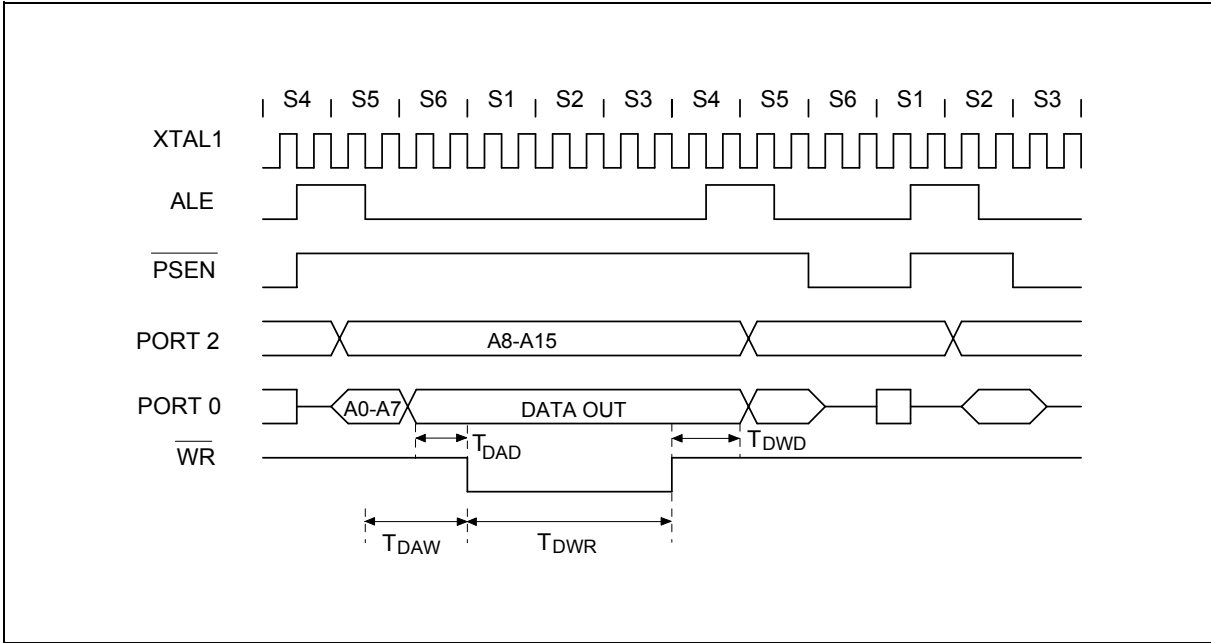 S4 S5 S6 S1 S2 S3 S4 S5 S6 S1 S2 S3
XTAL1
ALE
PSEN
PORT 2 A8-A15
PORT 0 A0-A7 DATA OUT
WR TDAD TDWD
TDAW TDWR